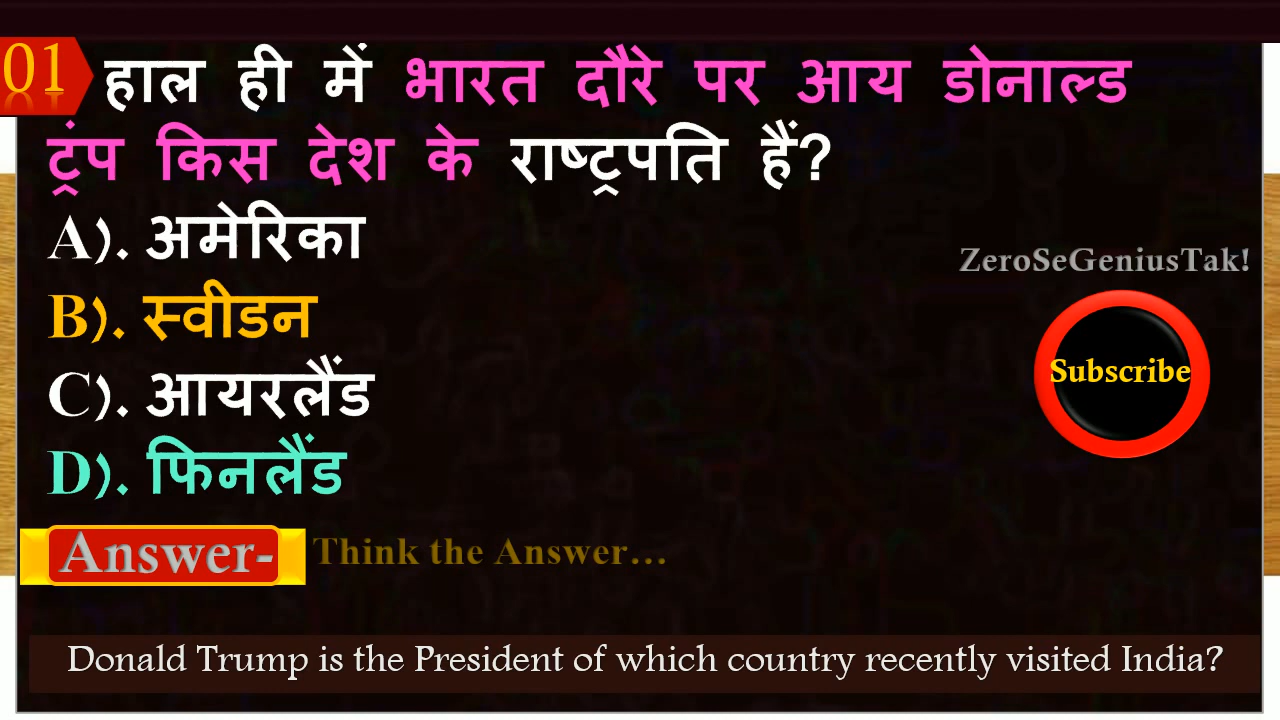 01
हाल ही में भारत दौरे पर आय डोनाल्ड
ट्रंप किस देश के राष्ट्रपति हैं?
A). अमेरिका
B). स्वीडन
C). आयरलैंड
D). फिनलैंड
ZeroSeGeniusTak!
Subscribe
Answer- Think the Answer...
Donald Trump is the President of which country recently visited India?